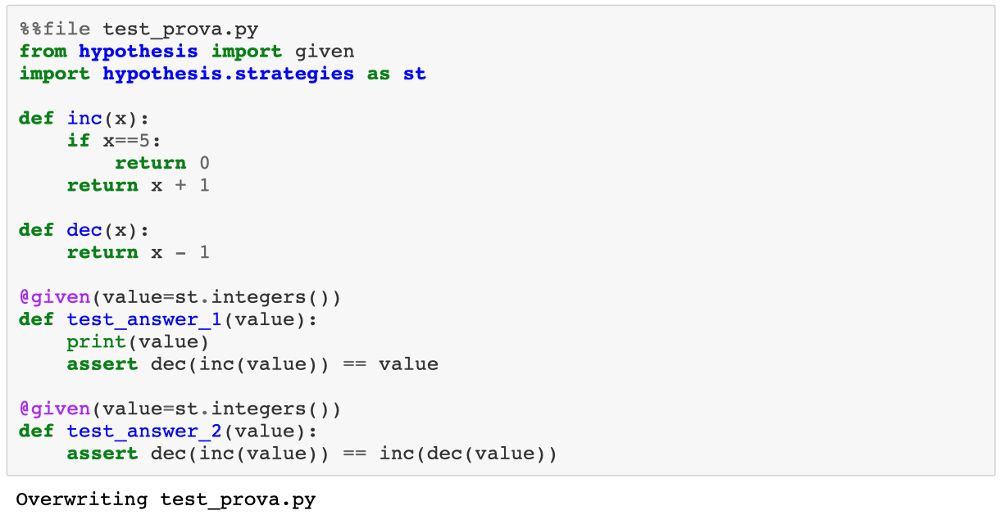 %%file test_prova.py
from hypothesis import given
import hypothesis.strategies as st

def inc(x):
    if x==5:
        return 0
    return x + 1

def dec(x):
    return x - 1

@given(value=st.integers())
def test_answer_1(value):
    print(value)
    assert dec(inc(value)) == value

@given(value=st.integers())
def test_answer_2(value):
    assert dec(inc(value)) == inc(dec(value))

Overwriting test_prova.py